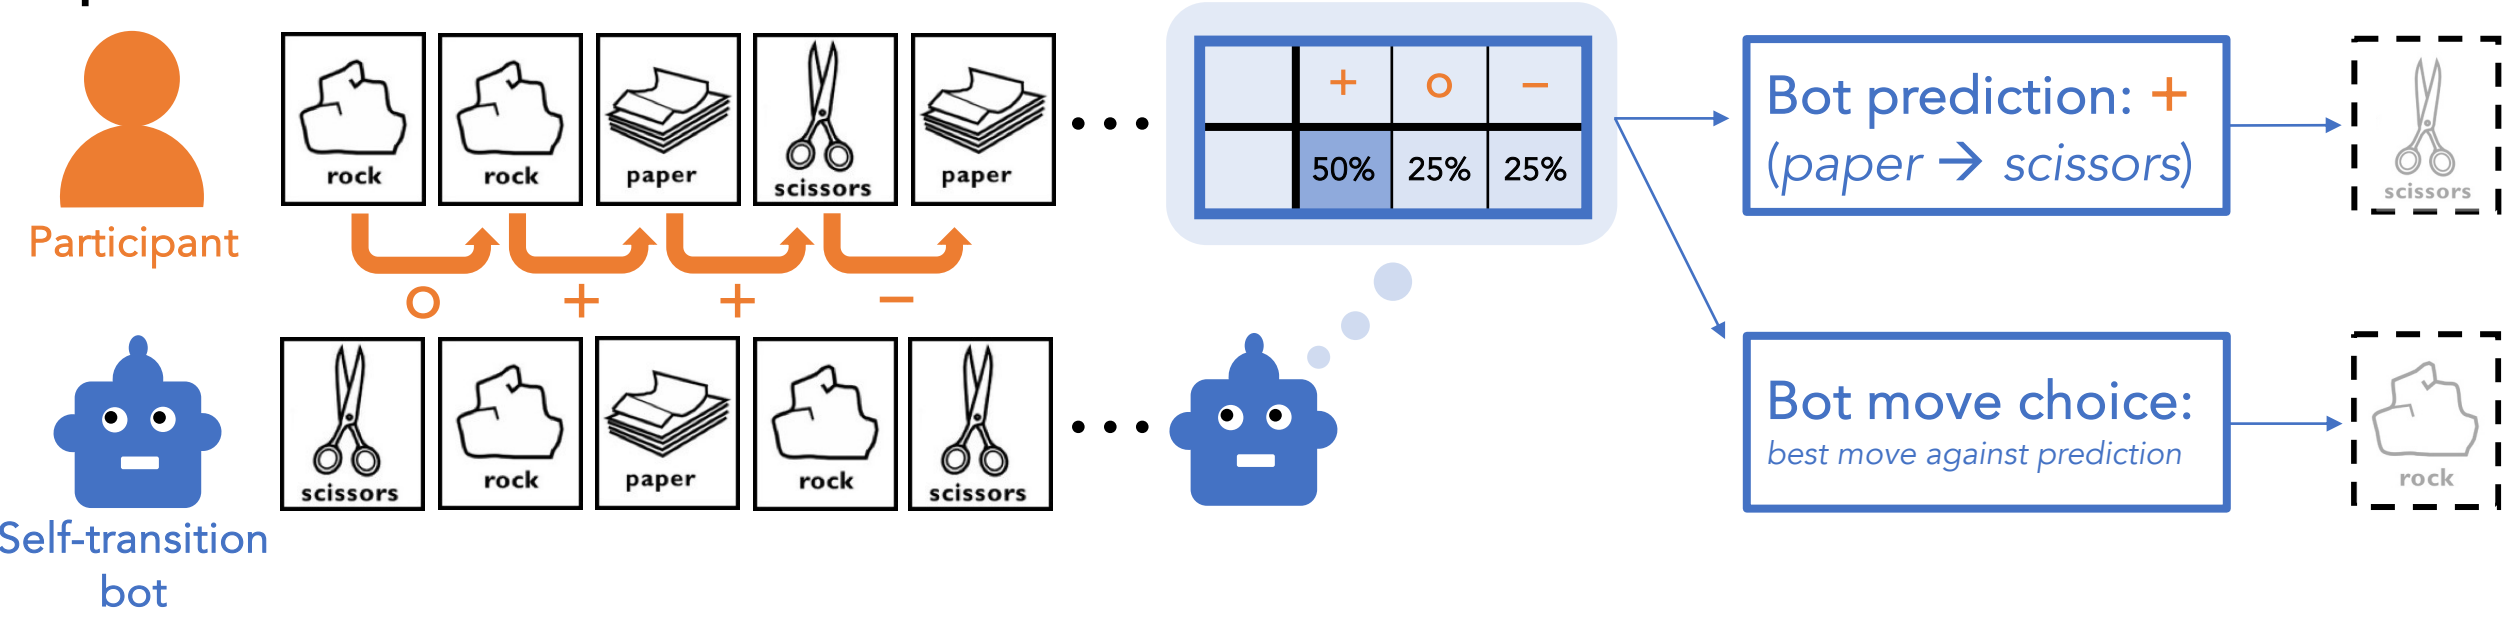 rock
rock
paper
scissors
paper
+ o −
50% 25% 25%
Bot prediction: +
(paper → scissors)
scissors
Participant
o + + −
scissors
rock
paper
rock
scissors
Bot move choice:
best move against prediction
rock
Self-transition
bot